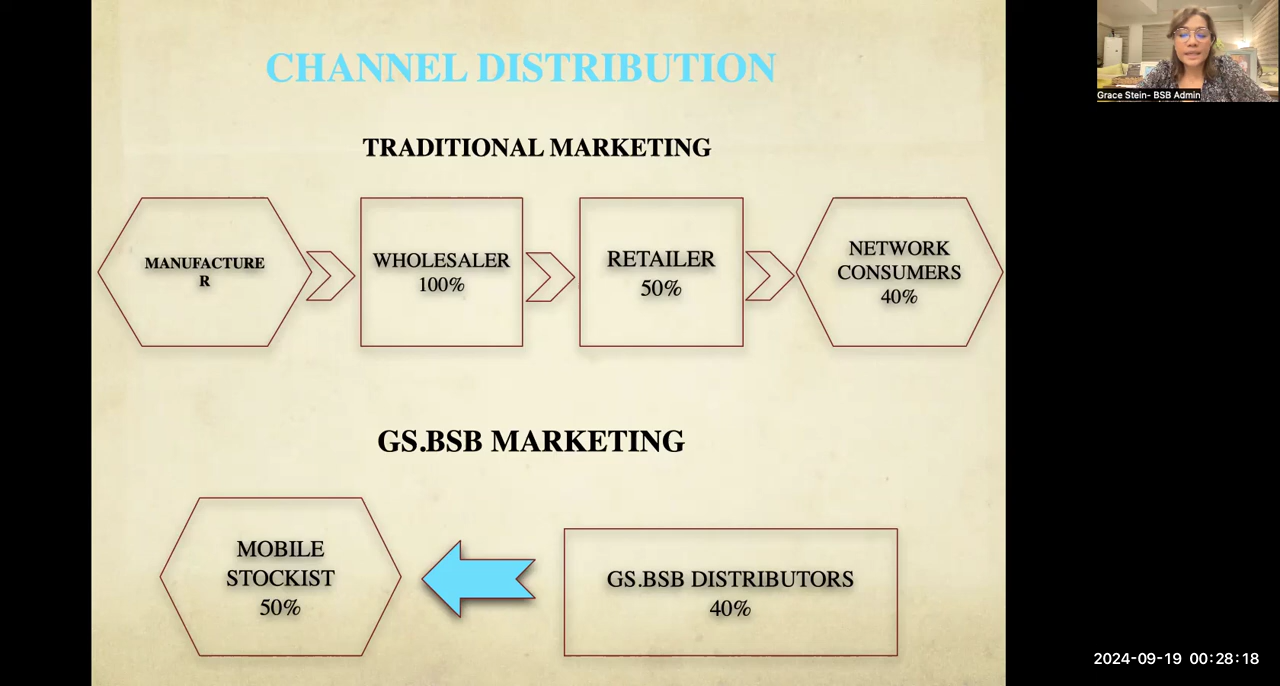 CHANNEL DISTRIBUTION
TRADITIONAL MARKETING
MANUFACTURE
R
WHOLESALER
100%
RETAILER
50%
NETWORK
CONSUMERS
40%
GS.BSB MARKETING
MOBILE
STOCKIST
50%
GS.BSB DISTRIBUTORS
40%
Grace Stein- BSB Admin
2024-09-19 00:28:18